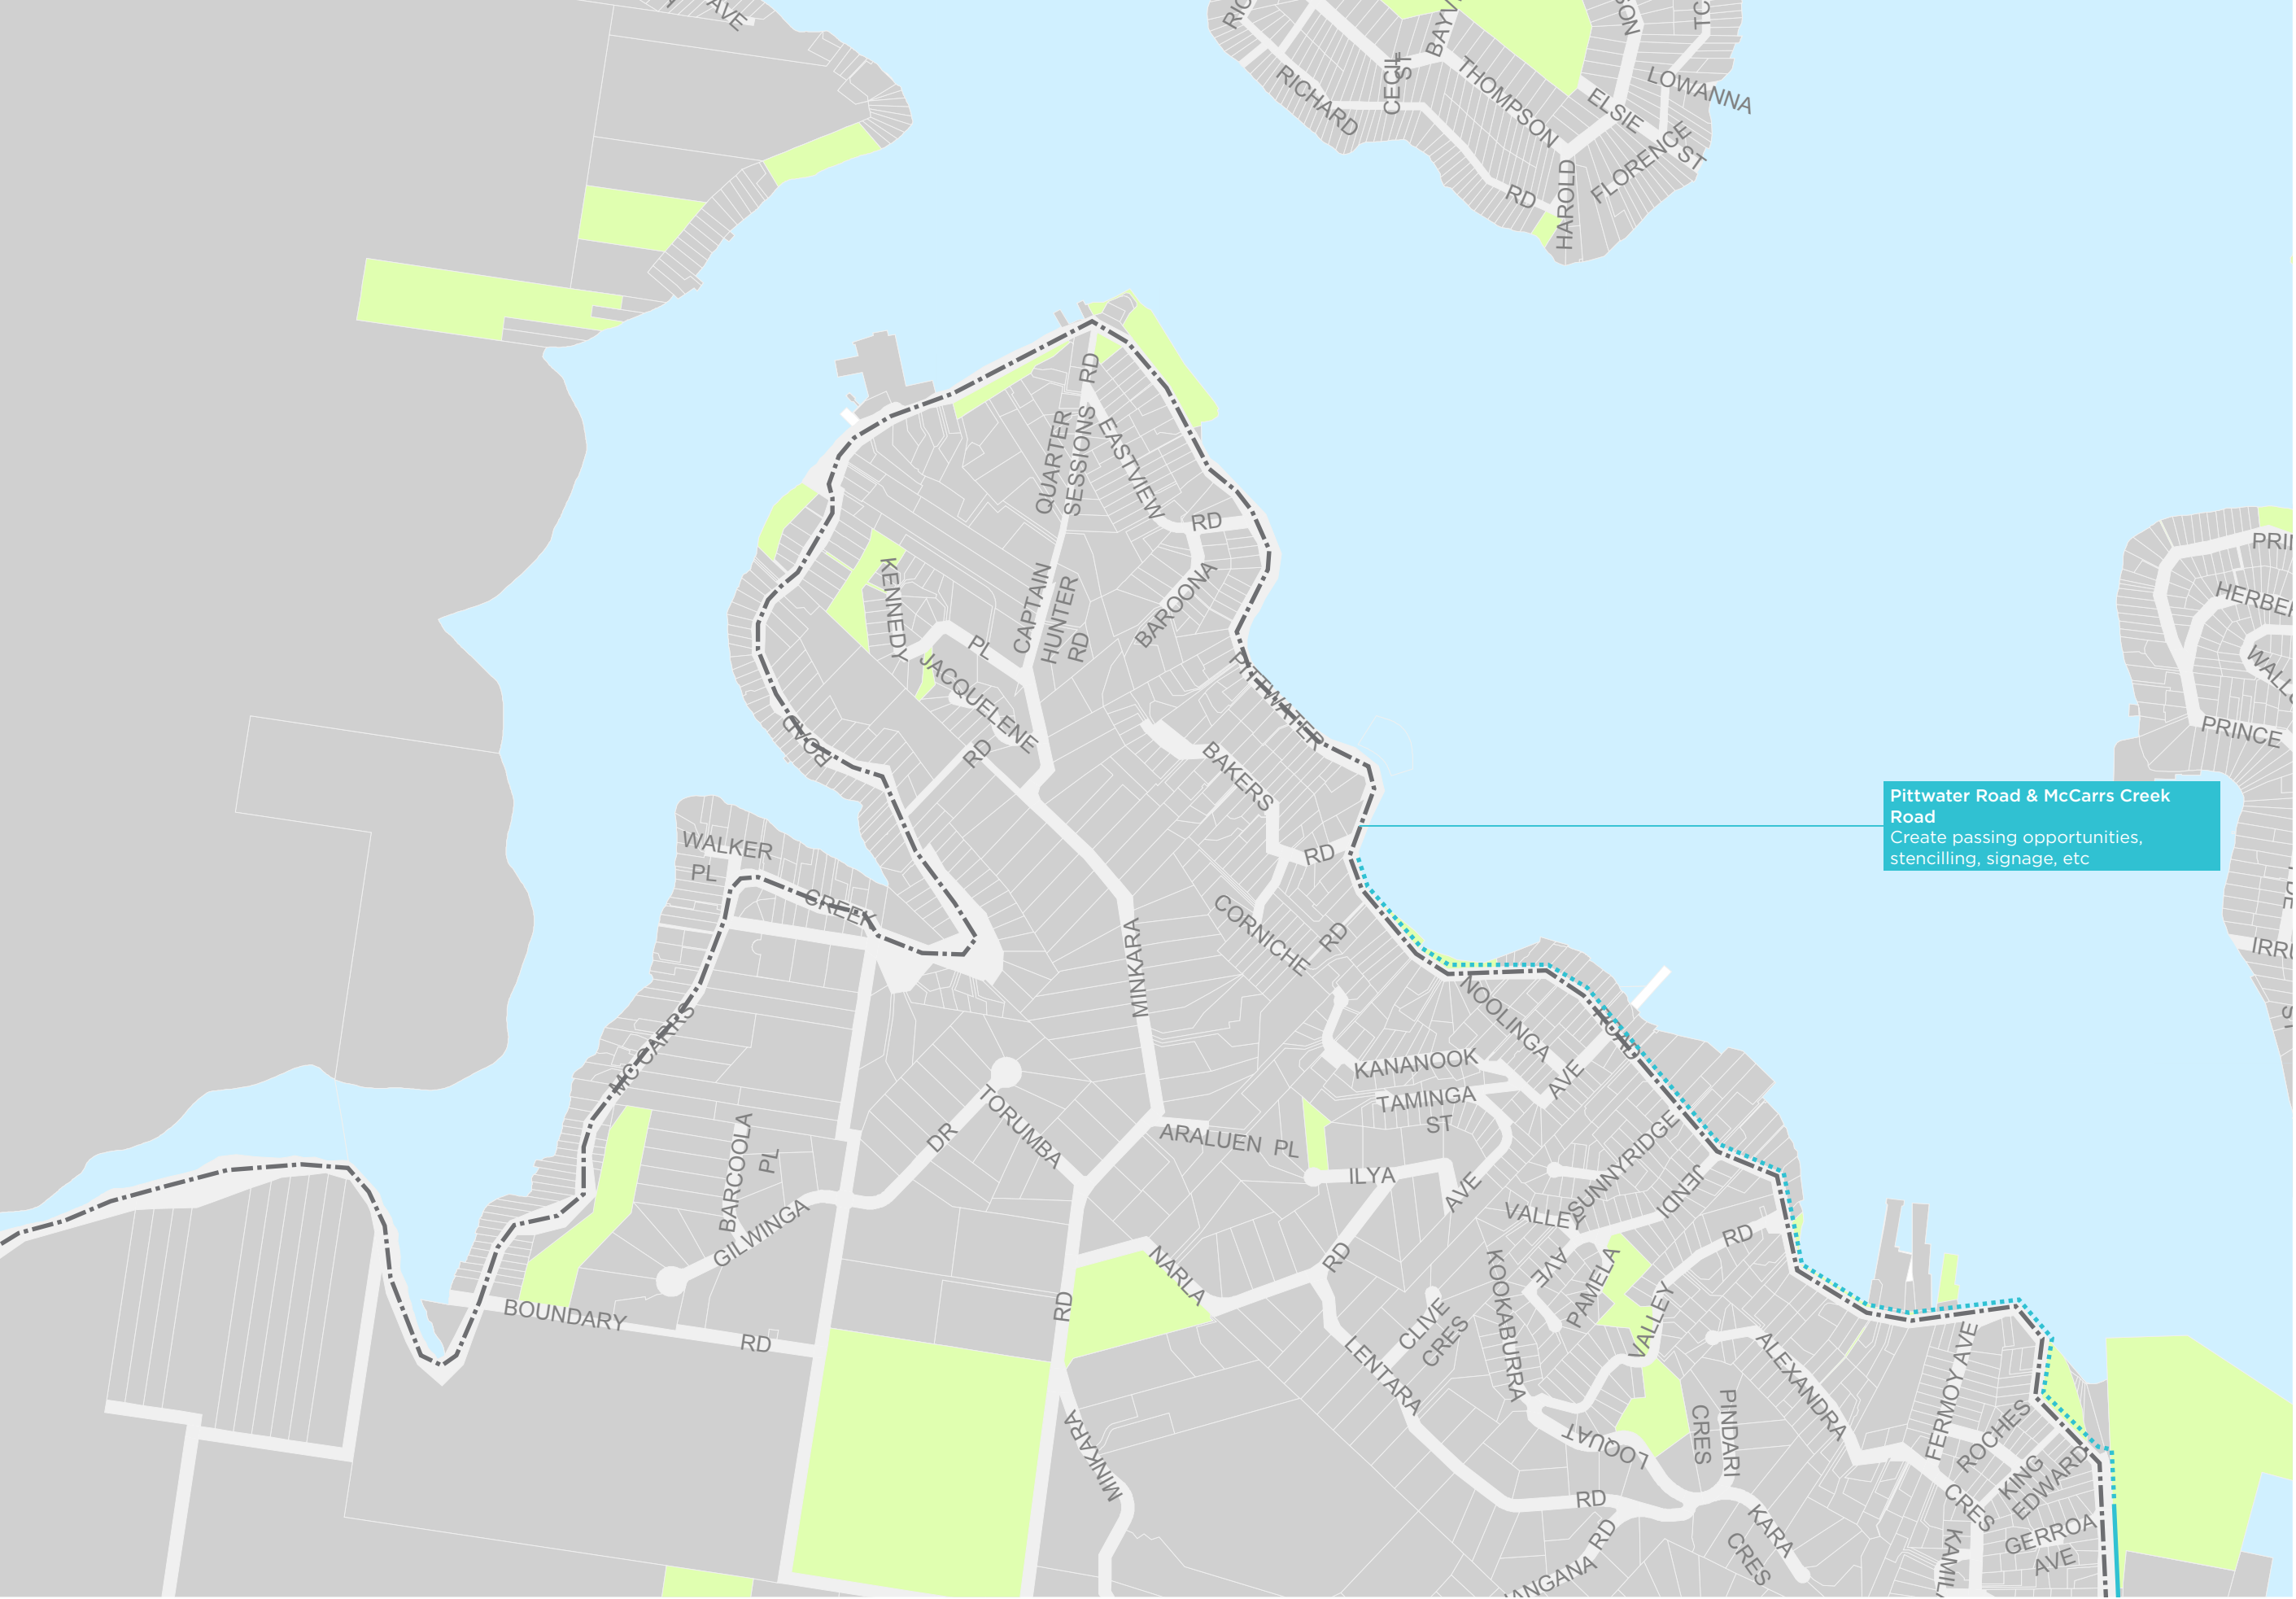 AVE
RICHARD
CECIL
ST
THOMPSON
ELSIE
ST
LOWANNA
FLORENCE
HAROLD
RD
RD
QUARTER
SESSIONS
EASTVIEW
RD
BAROONA
KENNEDY
PL
CAPTAIN
HUNTER
RD
JACQUELENE
RD
ROAD
PITTWATER
BAKERS
RD
PRINCE
Pittwater Road & McCarrs Creek
Road
Create passing opportunities,
stencilling, signage, etc
WALKER
PL
CREEK
MCCARRS
MINKARA
CORNICHE
RD
NOOLINGA
ROAD
KANANOOK
AVE
TAMINGA
ST
TORUMBA
DR
ARALUEN PL
BARCOOLA
PL
GILWINGA
ILYA
AVE
SUNNYRIDGE
JENDI
VALLEY
AVE
PAMELA
RD
VALLEY
NARLA
RD
RD
BOUNDARY
RD
CLIVE
CRES
KOOKABURRA
LENTARA
LOQUAT
CRES
PINDARI
ALEXANDRA
FERMOY AVE
ROCHES
KING
EDWARD
CRES
GERROA
AVE
MINKARA
RD
RD
KARA
CRES